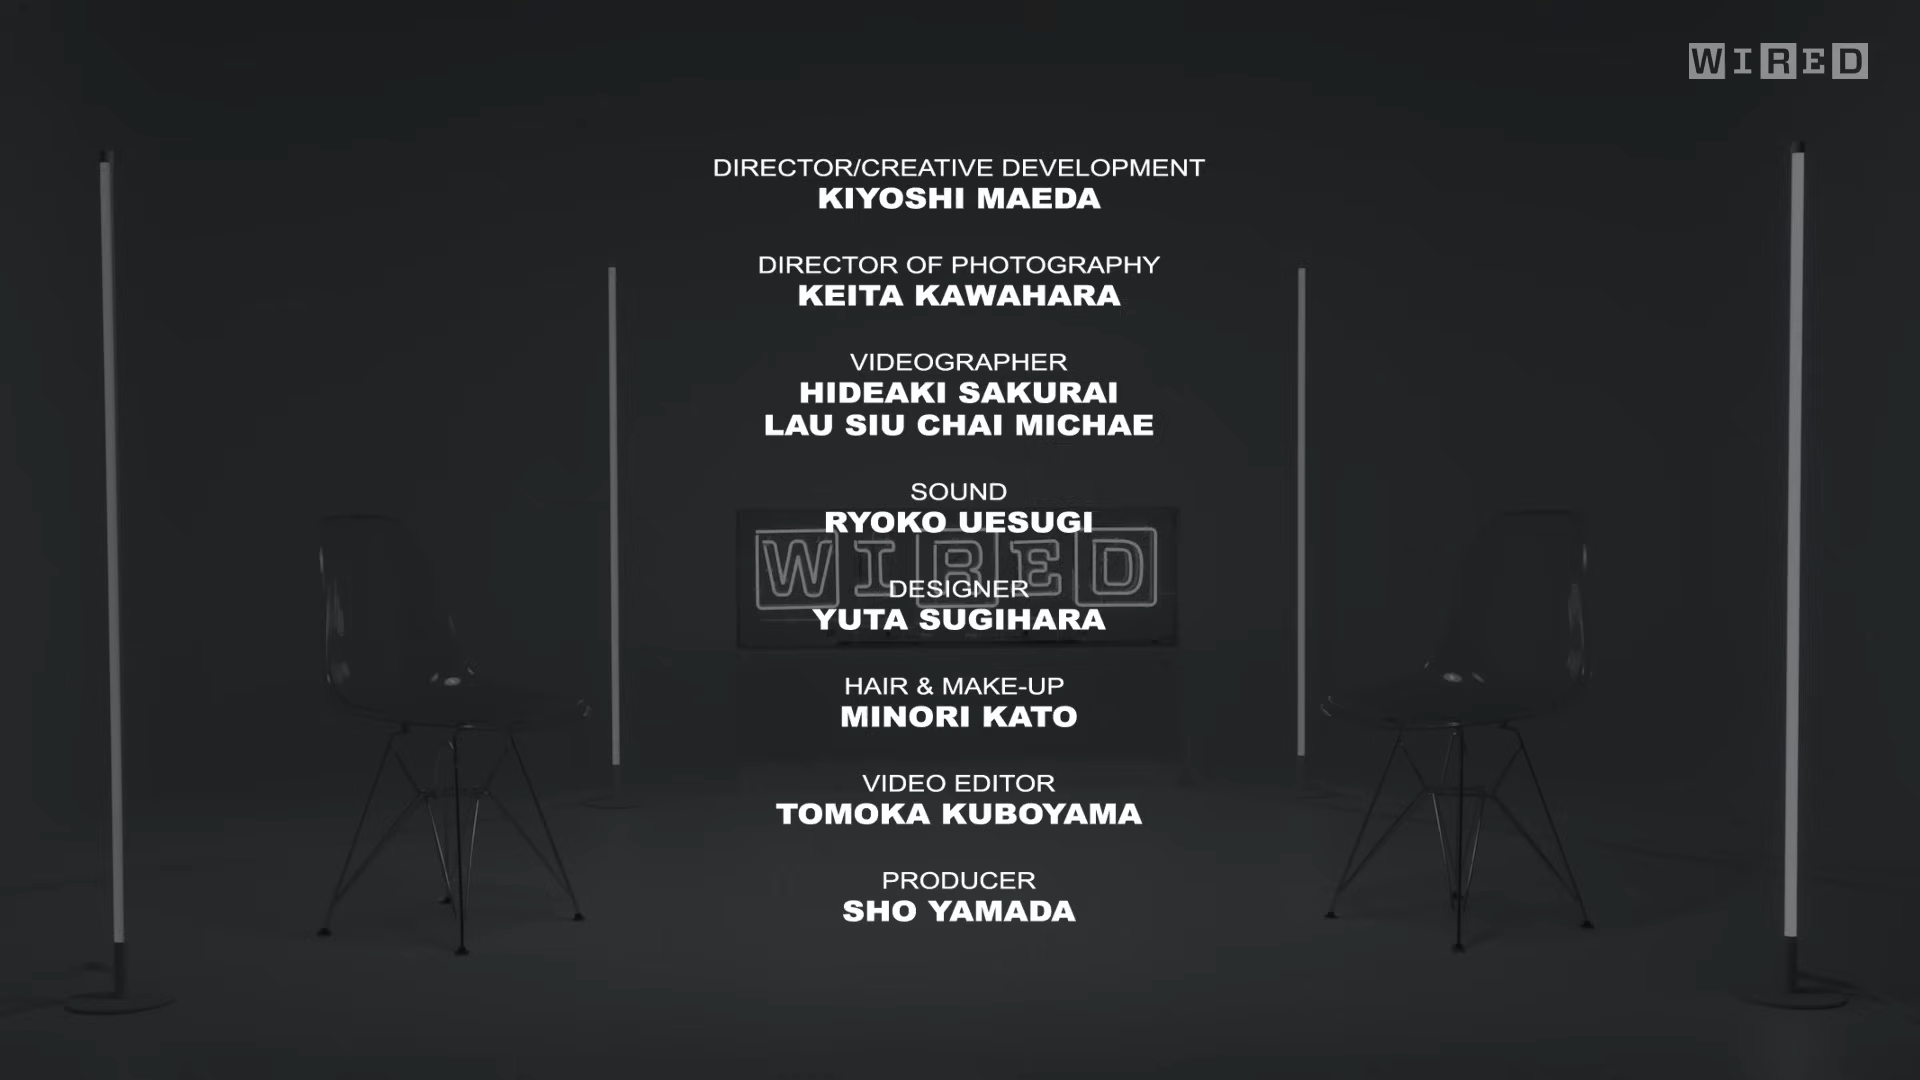 WIRED
DIRECTOR/CREATIVE DEVELOPMENT
KIYOSHI MAEDA
DIRECTOR OF PHOTOGRAPHY
KEITA KAWAHARA
VIDEOGRAPHER
HIDEAKI SAKURAI
LAU SIU CHAI MICHAE
SOUND
RYOKO UESUGI
WIRED
DESIGNER
YUTA SUGIHARA
HAIR & MAKE-UP
MINORI KATO
VIDEO EDITOR
TOMOKA KUBOYAMA
PRODUCER
SHO YAMADA